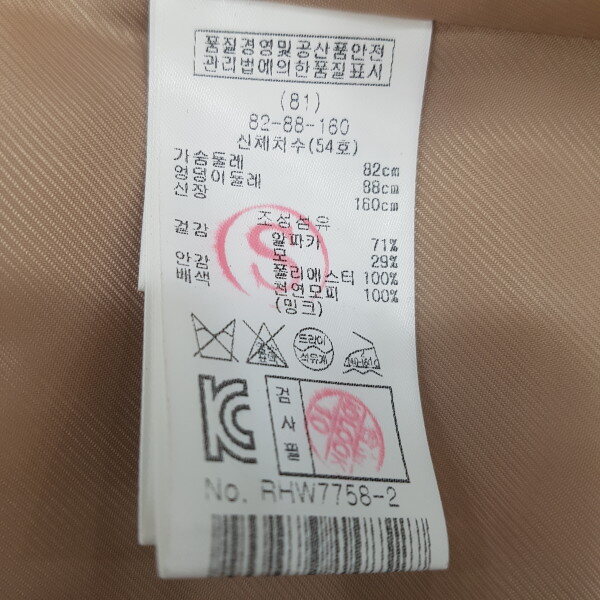 품질경영및공산품안전
관리법에의한품질표시
(81)
82-88-160
신체치수(54호)
가슴둘레 82cm
엉덩이둘레 88cm
신장 160cm
조성섬유
겉감 알파카 71%
모 29%
안감 폴리에스터 100%
배색 천연모피 100%
(밍크)
드라이
석유계
검사필
No. RHW7758-2